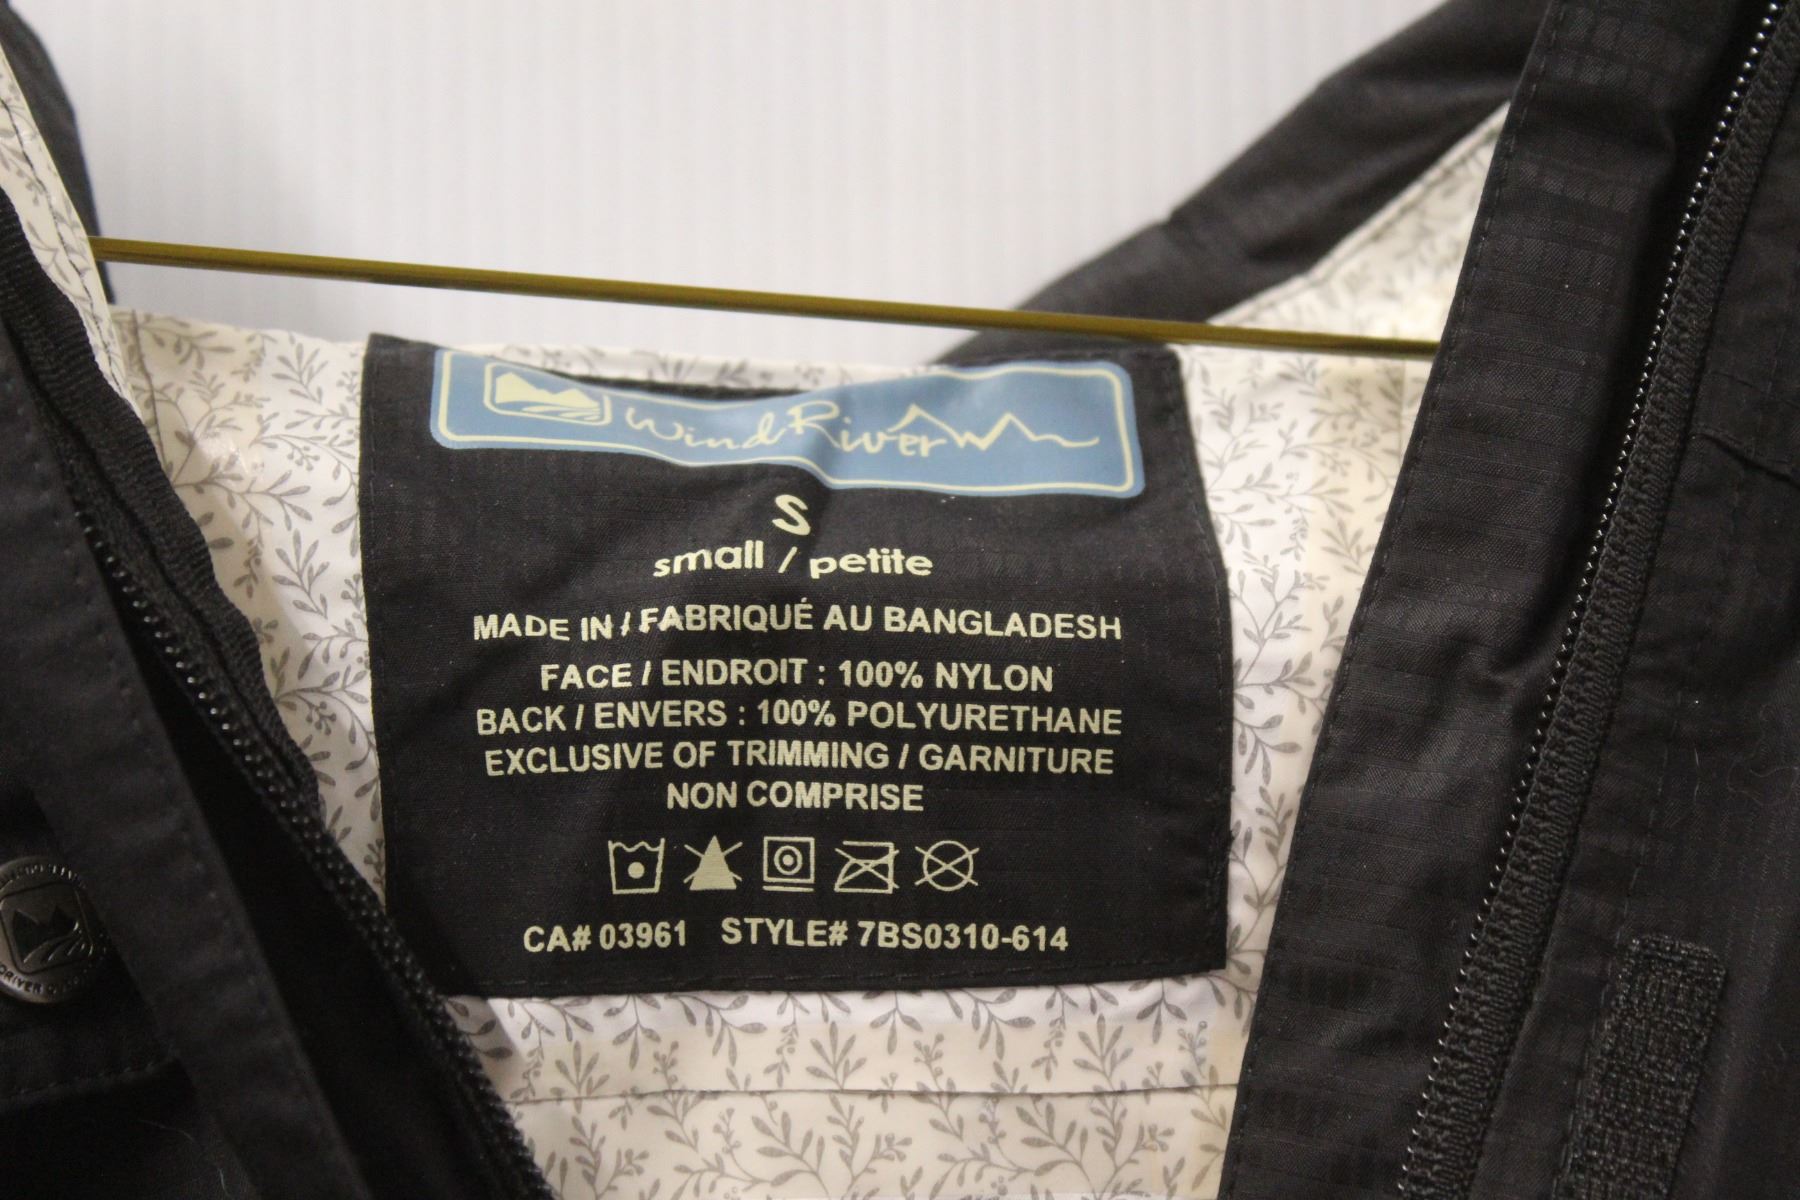 WindRiver
S
small / petite
MADE IN / FABRIQUÉ AU BANGLADESH
FACE / ENDROIT : 100% NYLON
BACK / ENVERS : 100% POLYURETHANE
EXCLUSIVE OF TRIMMING / GARNITURE
NON COMPRISE
CA# 03961 STYLE# 7BS0310-614